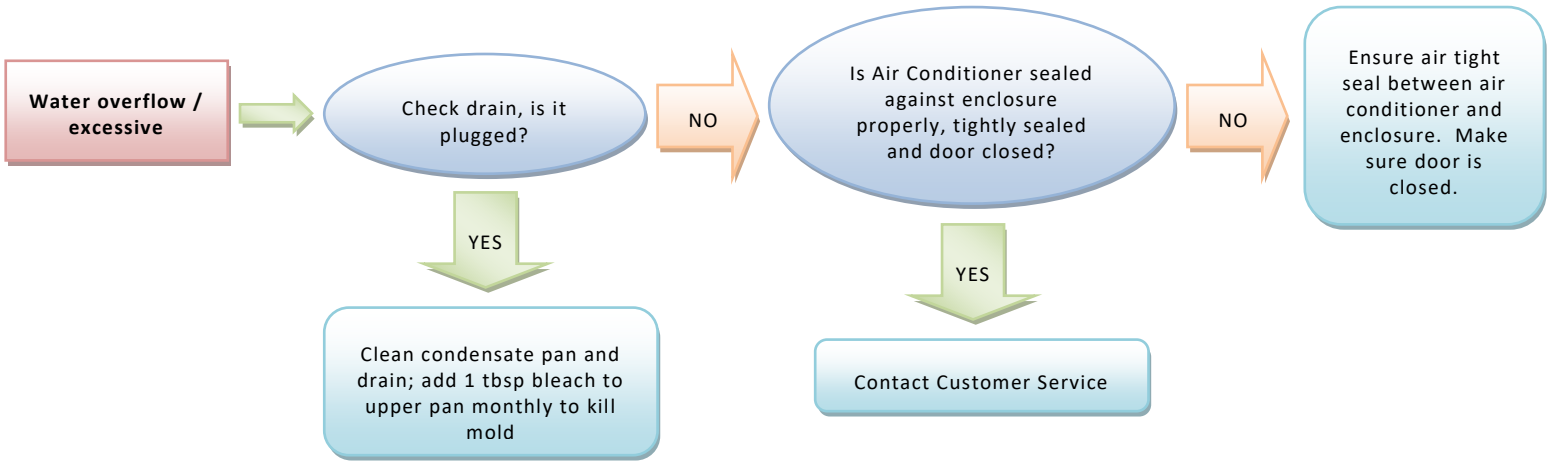 Water overflow /
excessive
Check drain, is it
plugged?
NO
Is Air Conditioner sealed
against enclosure
properly, tightly sealed
and door closed?
NO
Ensure air tight
seal between air
conditioner and
enclosure. Make
sure door is
closed.
YES
YES
Clean condensate pan and
drain; add 1 tbsp bleach to
upper pan monthly to kill
mold
Contact Customer Service